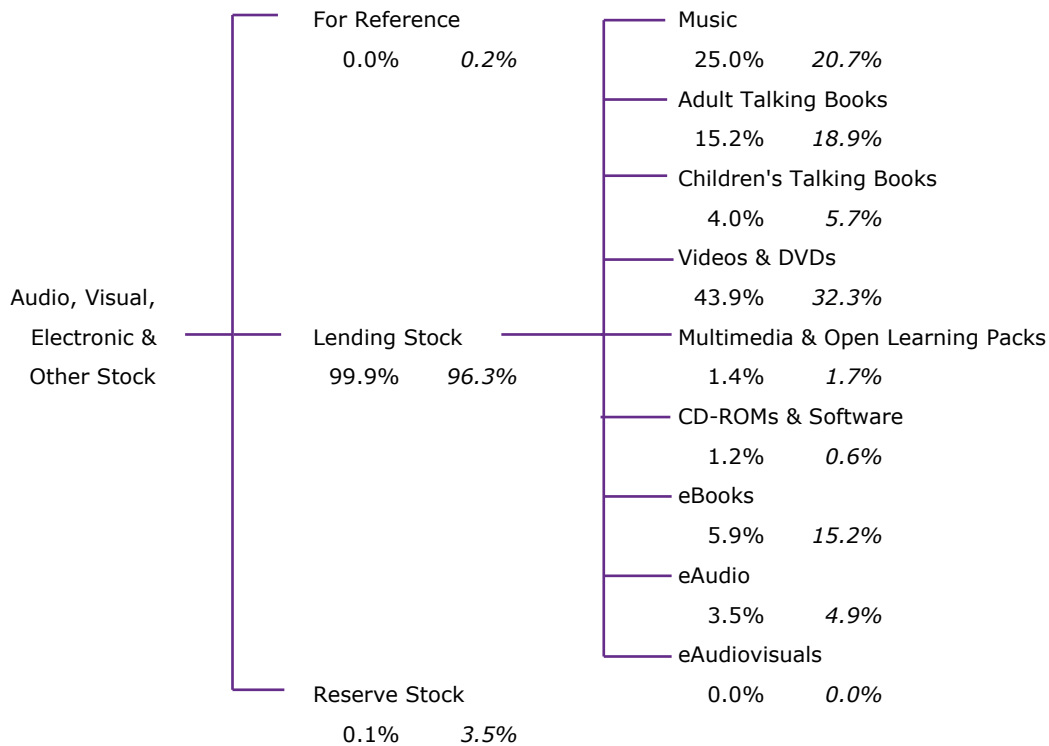 For Reference
0.0% 0.2%
Audio, Visual,
Electronic &
Other Stock
Lending Stock
99.9% 96.3%
Reserve Stock
0.1% 3.5%
Music
25.0% 20.7%
Adult Talking Books
15.2% 18.9%
Children's Talking Books
4.0% 5.7%
Videos & DVDs
43.9% 32.3%
Multimedia & Open Learning Packs
1.4% 1.7%
CD-ROMs & Software
1.2% 0.6%
eBooks
5.9% 15.2%
eAudio
3.5% 4.9%
eAudiovisuals
0.0% 0.0%